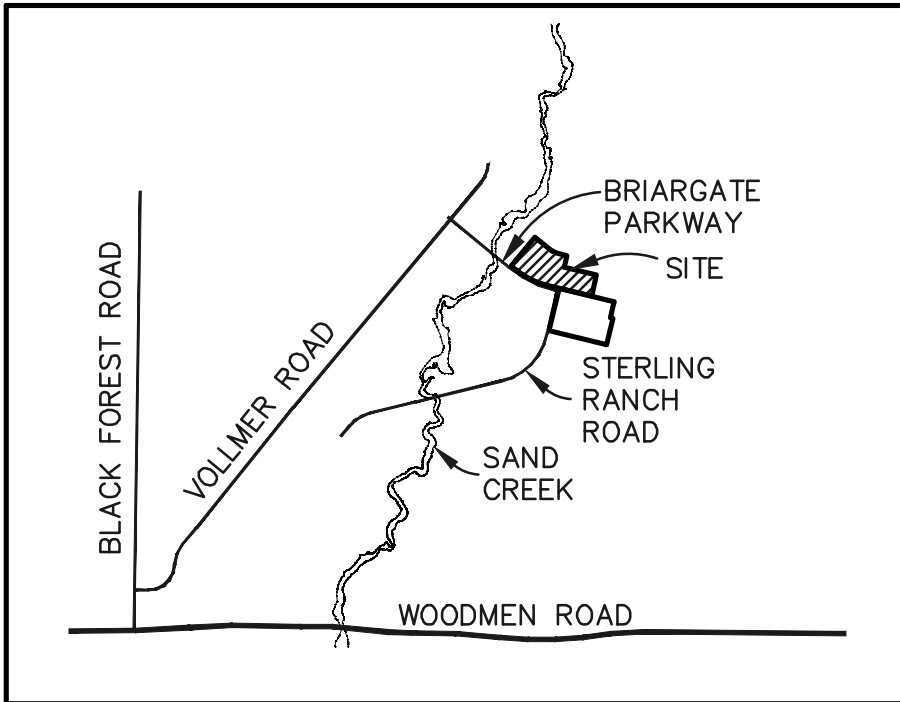 BRIARGATE
PARKWAY
SITE
BLACK FOREST ROAD
VOLLMER ROAD
STERLING
RANCH
ROAD
SAND
CREEK
WOODMEN ROAD